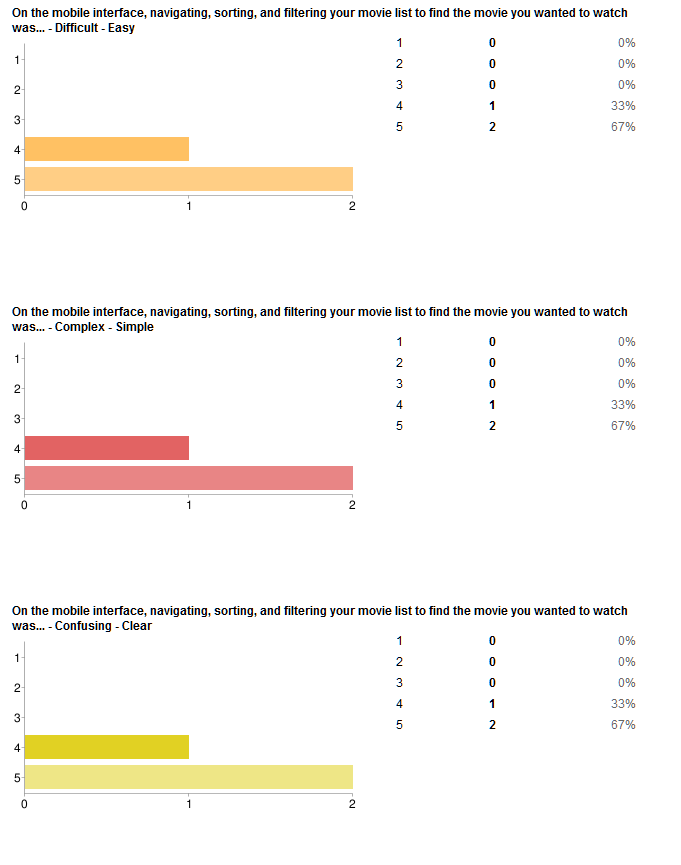 On the mobile interface, navigating, sorting, and filtering your movie list to find the movie you wanted to watch
was... - Difficult - Easy
1 0 0%
2 0 0%
3 0 0%
4 1 33%
5 2 67%
1
2
3
4
5
0 1 2
On the mobile interface, navigating, sorting, and filtering your movie list to find the movie you wanted to watch
was... - Complex - Simple
1 0 0%
2 0 0%
3 0 0%
4 1 33%
5 2 67%
1
2
3
4
5
0 1 2
On the mobile interface, navigating, sorting, and filtering your movie list to find the movie you wanted to watch
was... - Confusing - Clear
1 0 0%
2 0 0%
3 0 0%
4 1 33%
5 2 67%
1
2
3
4
5
0 1 2